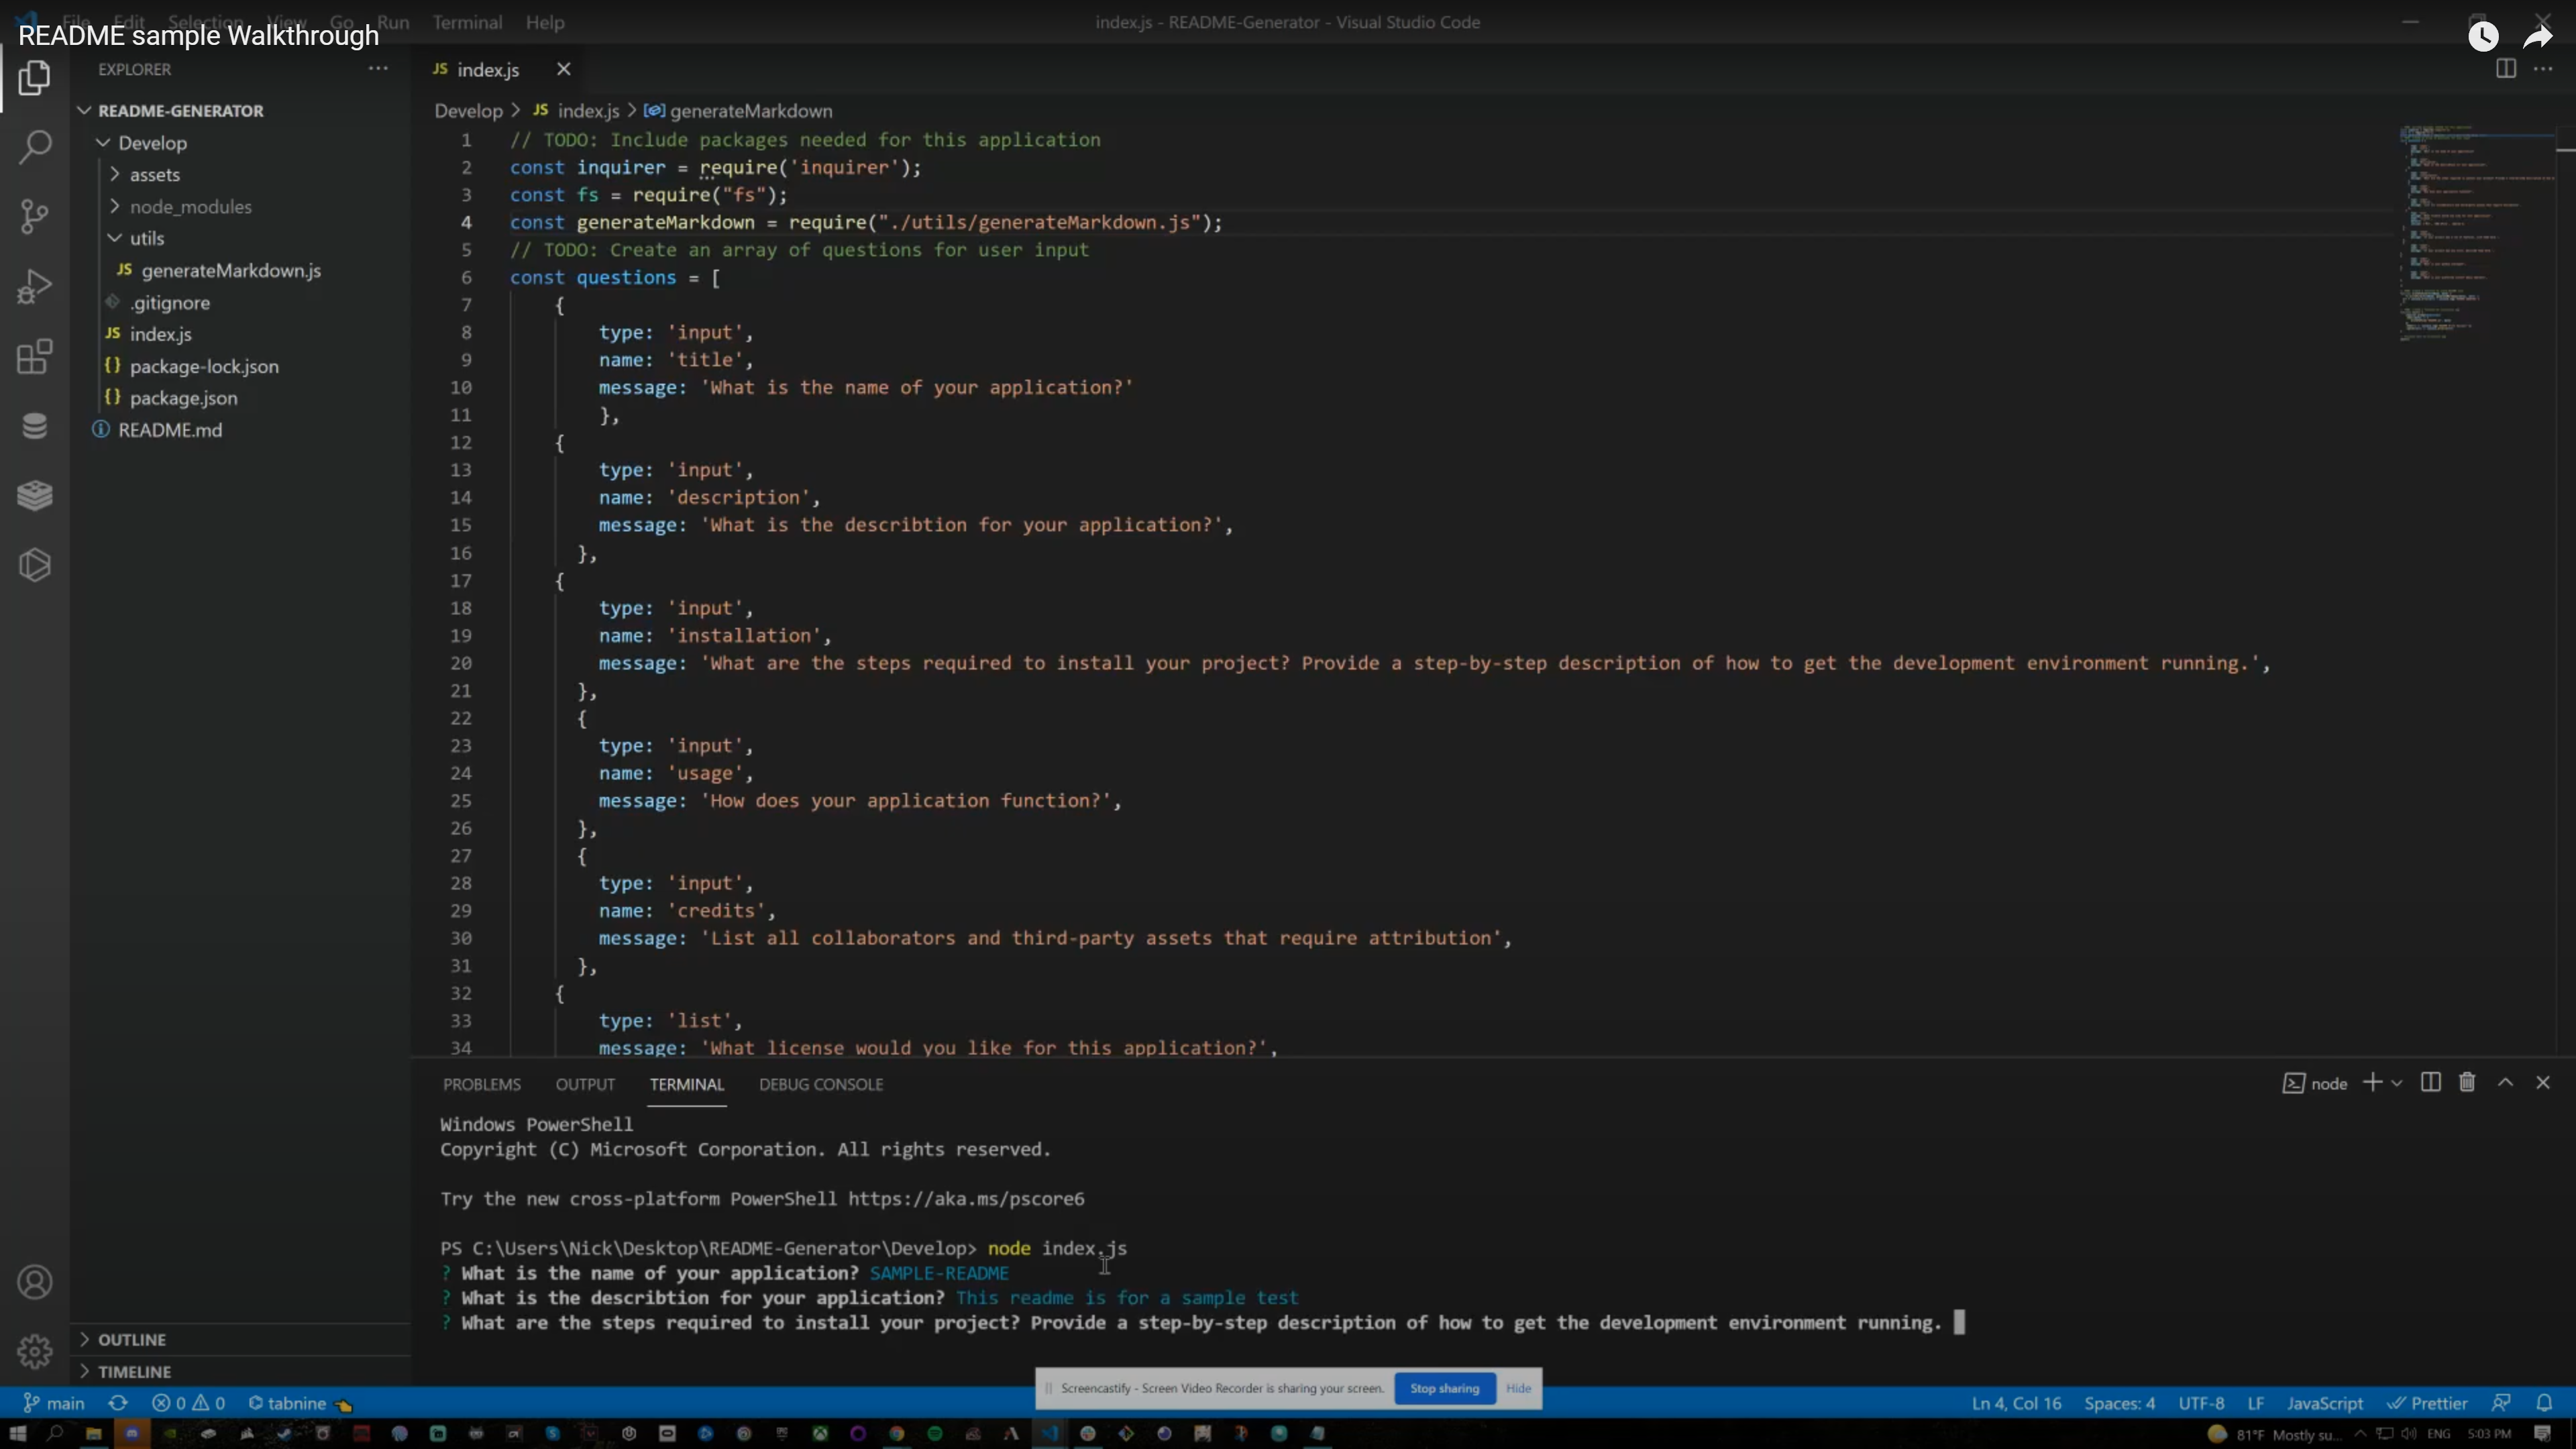 File Edit Selection View Go Run Terminal Help
index.js - README-Generator - Visual Studio Code
README sample Walkthrough
EXPLORER
README-GENERATOR
Develop
assets
node_modules
utils
JS generateMarkdown.js
.gitignore
JS index.js
{} package-lock.json
{} package.json
README.md
OUTLINE
TIMELINE
JS index.js
Develop > JS index.js > generateMarkdown
1 // TODO: Include packages needed for this application
2 const inquirer = require('inquirer');
3 const fs = require("fs");
4 const generateMarkdown = require("./utils/generateMarkdown.js");
5 // TODO: Create an array of questions for user input
6 const questions = [
7 {
8 type: 'input',
9 name: 'title',
10 message: 'What is the name of your application?'
11 },
12 {
13 type: 'input',
14 name: 'description',
15 message: 'What is the describtion for your application?',
16 },
17 {
18 type: 'input',
19 name: 'installation',
20 message: 'What are the steps required to install your project? Provide a step-by-step description of how to get the development environment running.',
21 },
22 {
23 type: 'input',
24 name: 'usage',
25 message: 'How does your application function?',
26 },
27 {
28 type: 'input',
29 name: 'credits',
30 message: 'List all collaborators and third-party assets that require attribution',
31 },
32 {
33 type: 'list',
34 message: 'What license would you like for this application?',
PROBLEMS OUTPUT TERMINAL DEBUG CONSOLE
node
Windows PowerShell
Copyright (C) Microsoft Corporation. All rights reserved.
Try the new cross-platform PowerShell https://aka.ms/pscore6
PS C:\Users\Nick\Desktop\README-Generator\Develop> node index.js
? What is the name of your application? SAMPLE-README
? What is the describtion for your application? This readme is for a sample test
? What are the steps required to install your project? Provide a step-by-step description of how to get the development environment running.
Screencastify - Screen Video Recorder is sharing your screen. Stop sharing Hide
main 0 0 tabnine
Ln 4, Col 16 Spaces: 4 UTF-8 LF JavaScript Prettier
81°F Mostly su... ENG 5:03 PM